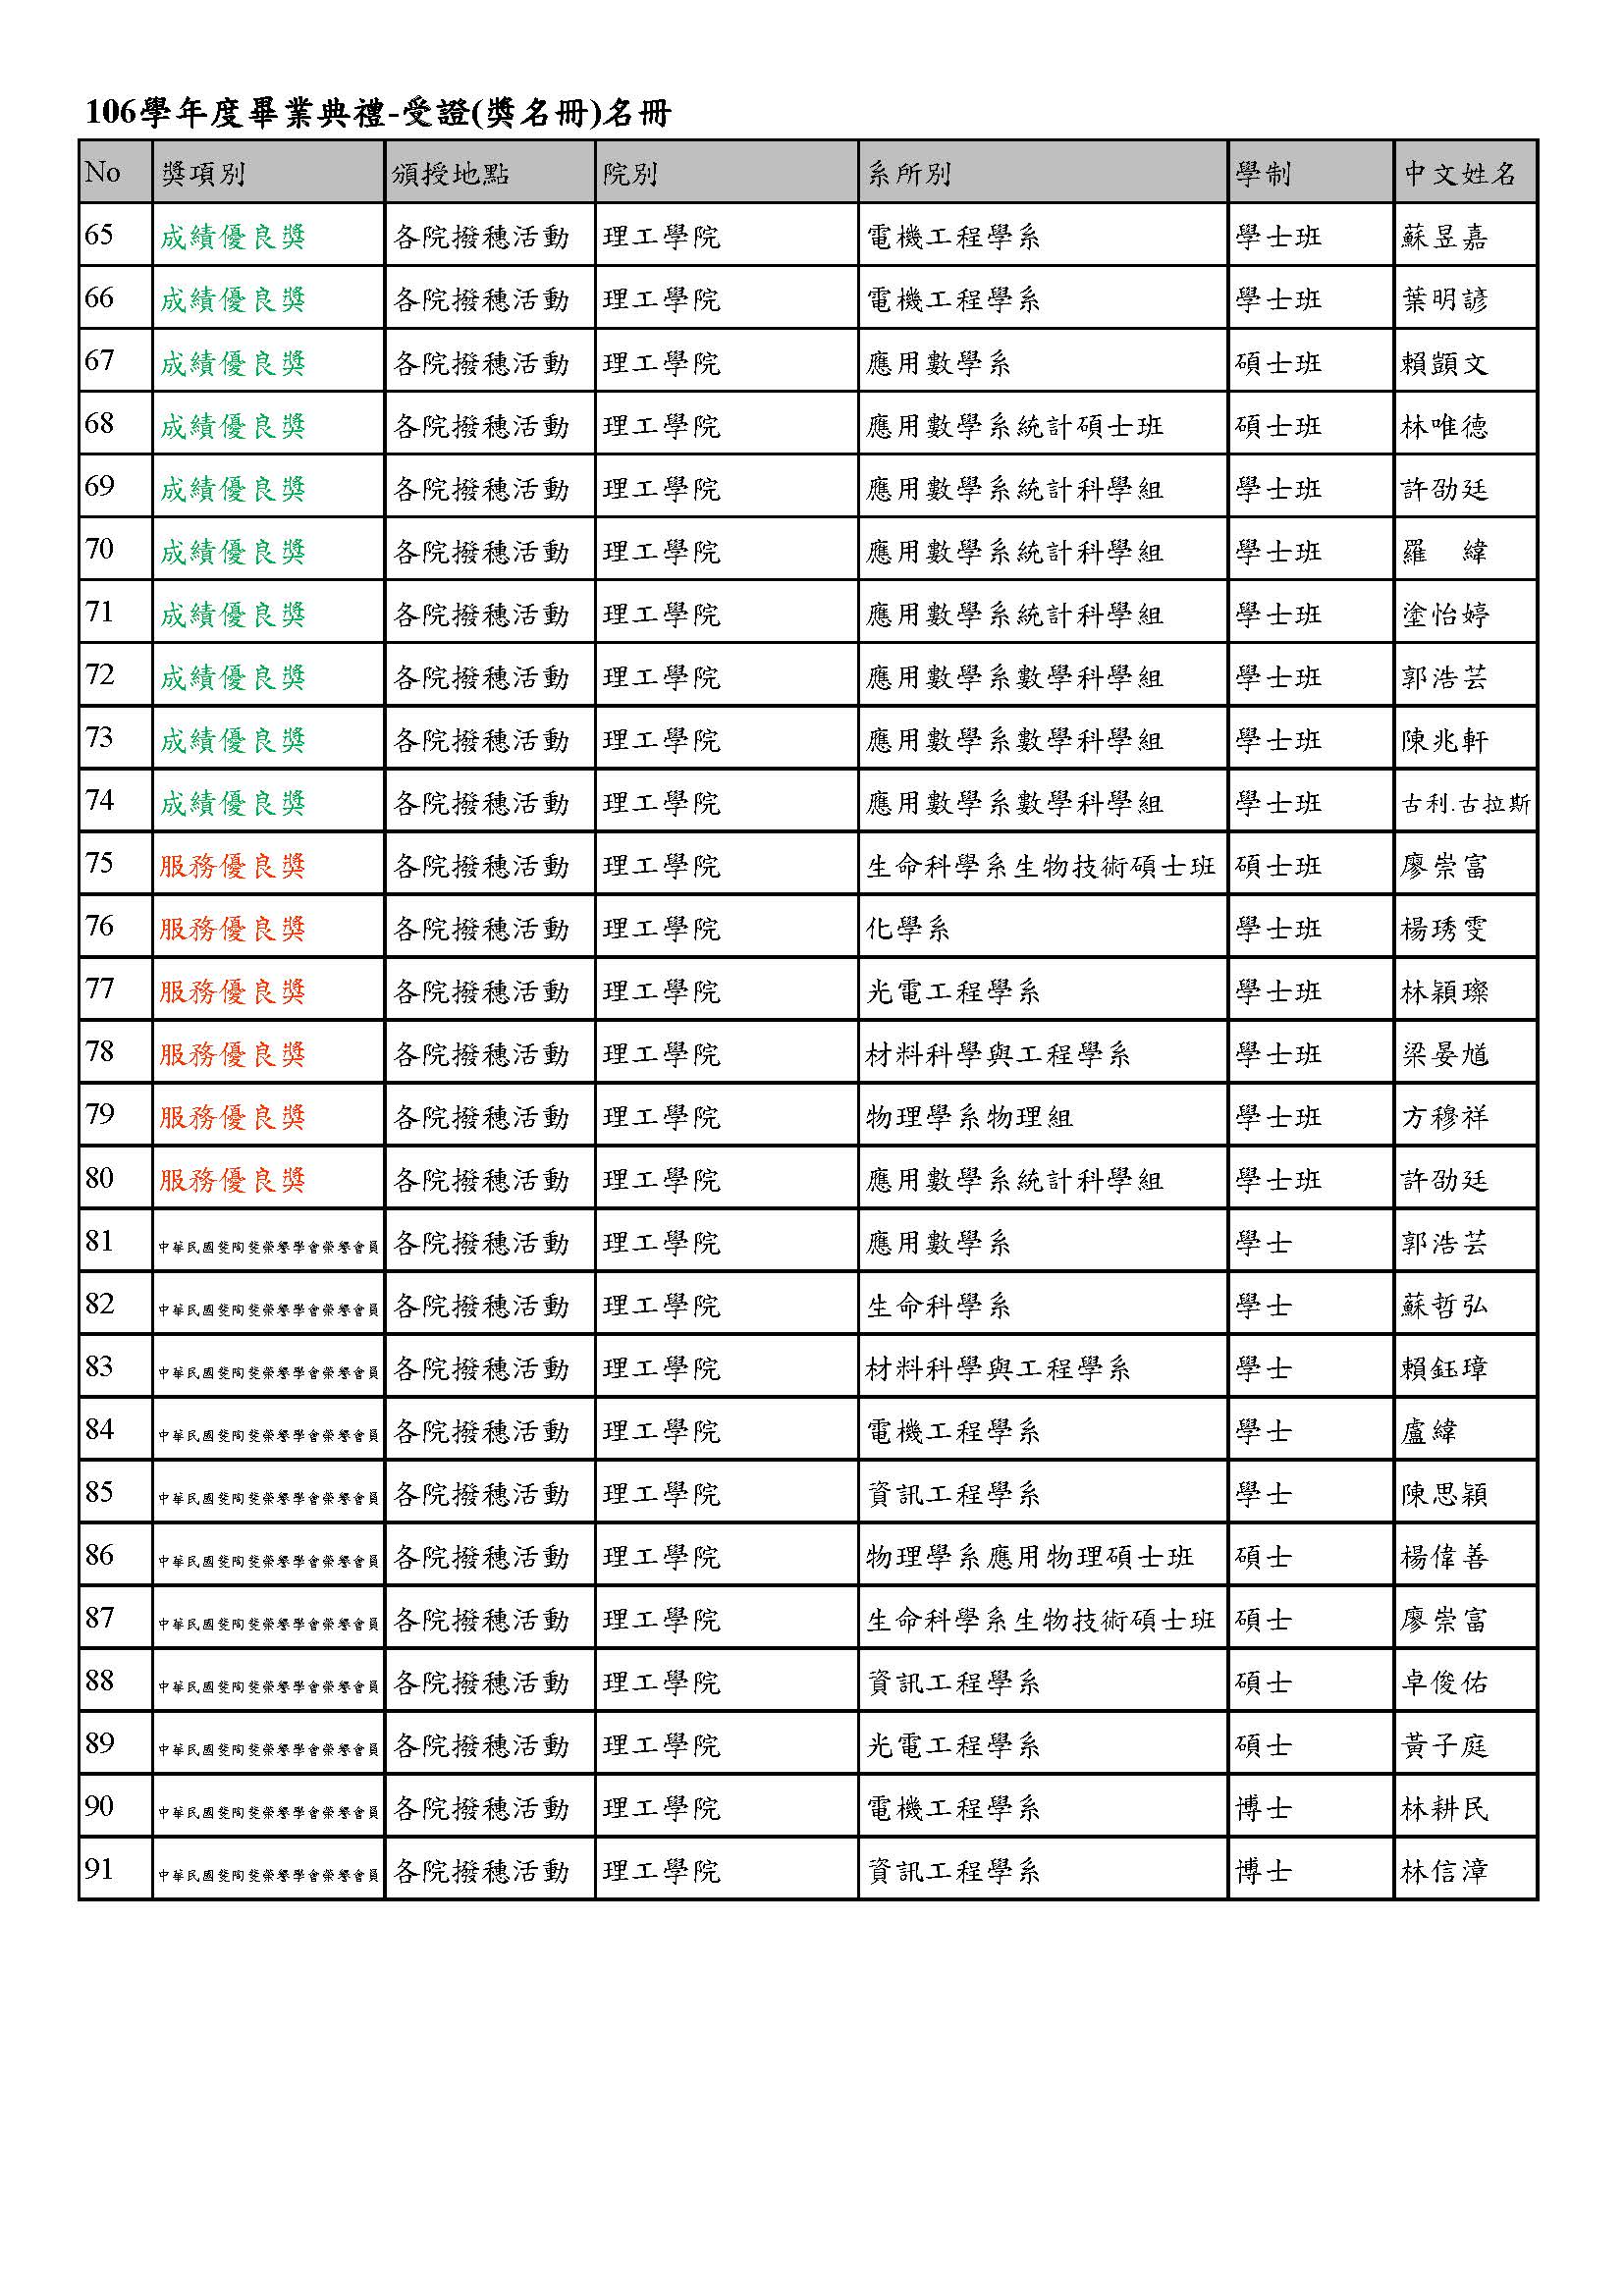 106學年度畢業典禮-受證(獎名冊)名冊
No 獎項別 頒授地點 院別 系所別 學制 中文姓名
65 成績優良獎 各院撥穗活動 理工學院 電機工程學系 學士班 蘇昱嘉
66 成績優良獎 各院撥穗活動 理工學院 電機工程學系 學士班 葉明諺
67 成績優良獎 各院撥穗活動 理工學院 應用數學系 碩士班 賴顗文
68 成績優良獎 各院撥穗活動 理工學院 應用數學系統計碩士班 碩士班 林唯德
69 成績優良獎 各院撥穗活動 理工學院 應用數學系統計科學組 學士班 許劭廷
70 成績優良獎 各院撥穗活動 理工學院 應用數學系統計科學組 學士班 羅　緯
71 成績優良獎 各院撥穗活動 理工學院 應用數學系統計科學組 學士班 塗怡婷
72 成績優良獎 各院撥穗活動 理工學院 應用數學系數學科學組 學士班 郭浩芸
73 成績優良獎 各院撥穗活動 理工學院 應用數學系數學科學組 學士班 陳兆軒
74 成績優良獎 各院撥穗活動 理工學院 應用數學系數學科學組 學士班 古利.古拉斯
75 服務優良獎 各院撥穗活動 理工學院 生命科學系生物技術碩士班 碩士班 廖崇富
76 服務優良獎 各院撥穗活動 理工學院 化學系 學士班 楊琇雯
77 服務優良獎 各院撥穗活動 理工學院 光電工程學系 學士班 林穎璨
78 服務優良獎 各院撥穗活動 理工學院 材料科學與工程學系 學士班 梁晏馗
79 服務優良獎 各院撥穗活動 理工學院 物理學系物理組 學士班 方穆祥
80 服務優良獎 各院撥穗活動 理工學院 應用數學系統計科學組 學士班 許劭廷
81 中華民國斐陶斐榮譽學會榮譽會員 各院撥穗活動 理工學院 應用數學系 學士 郭浩芸
82 中華民國斐陶斐榮譽學會榮譽會員 各院撥穗活動 理工學院 生命科學系 學士 蘇哲弘
83 中華民國斐陶斐榮譽學會榮譽會員 各院撥穗活動 理工學院 材料科學與工程學系 學士 賴鈺璋
84 中華民國斐陶斐榮譽學會榮譽會員 各院撥穗活動 理工學院 電機工程學系 學士 盧緯
85 中華民國斐陶斐榮譽學會榮譽會員 各院撥穗活動 理工學院 資訊工程學系 學士 陳思穎
86 中華民國斐陶斐榮譽學會榮譽會員 各院撥穗活動 理工學院 物理學系應用物理碩士班 碩士 楊偉善
87 中華民國斐陶斐榮譽學會榮譽會員 各院撥穗活動 理工學院 生命科學系生物技術碩士班 碩士 廖崇富
88 中華民國斐陶斐榮譽學會榮譽會員 各院撥穗活動 理工學院 資訊工程學系 碩士 卓俊佑
89 中華民國斐陶斐榮譽學會榮譽會員 各院撥穗活動 理工學院 光電工程學系 碩士 黃子庭
90 中華民國斐陶斐榮譽學會榮譽會員 各院撥穗活動 理工學院 電機工程學系 博士 林耕民
91 中華民國斐陶斐榮譽學會榮譽會員 各院撥穗活動 理工學院 資訊工程學系 博士 林信漳